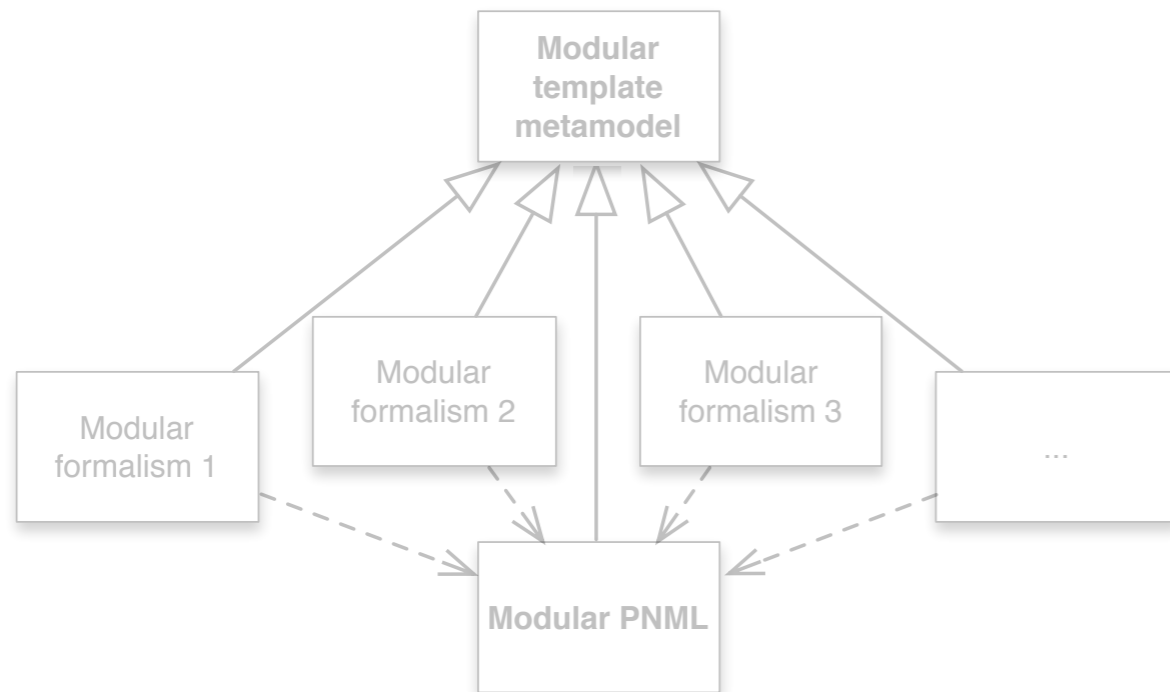 Modular
template
metamodel
Modular
formalism 1
Modular
formalism 2
Modular
formalism 3
...
Modular PNML